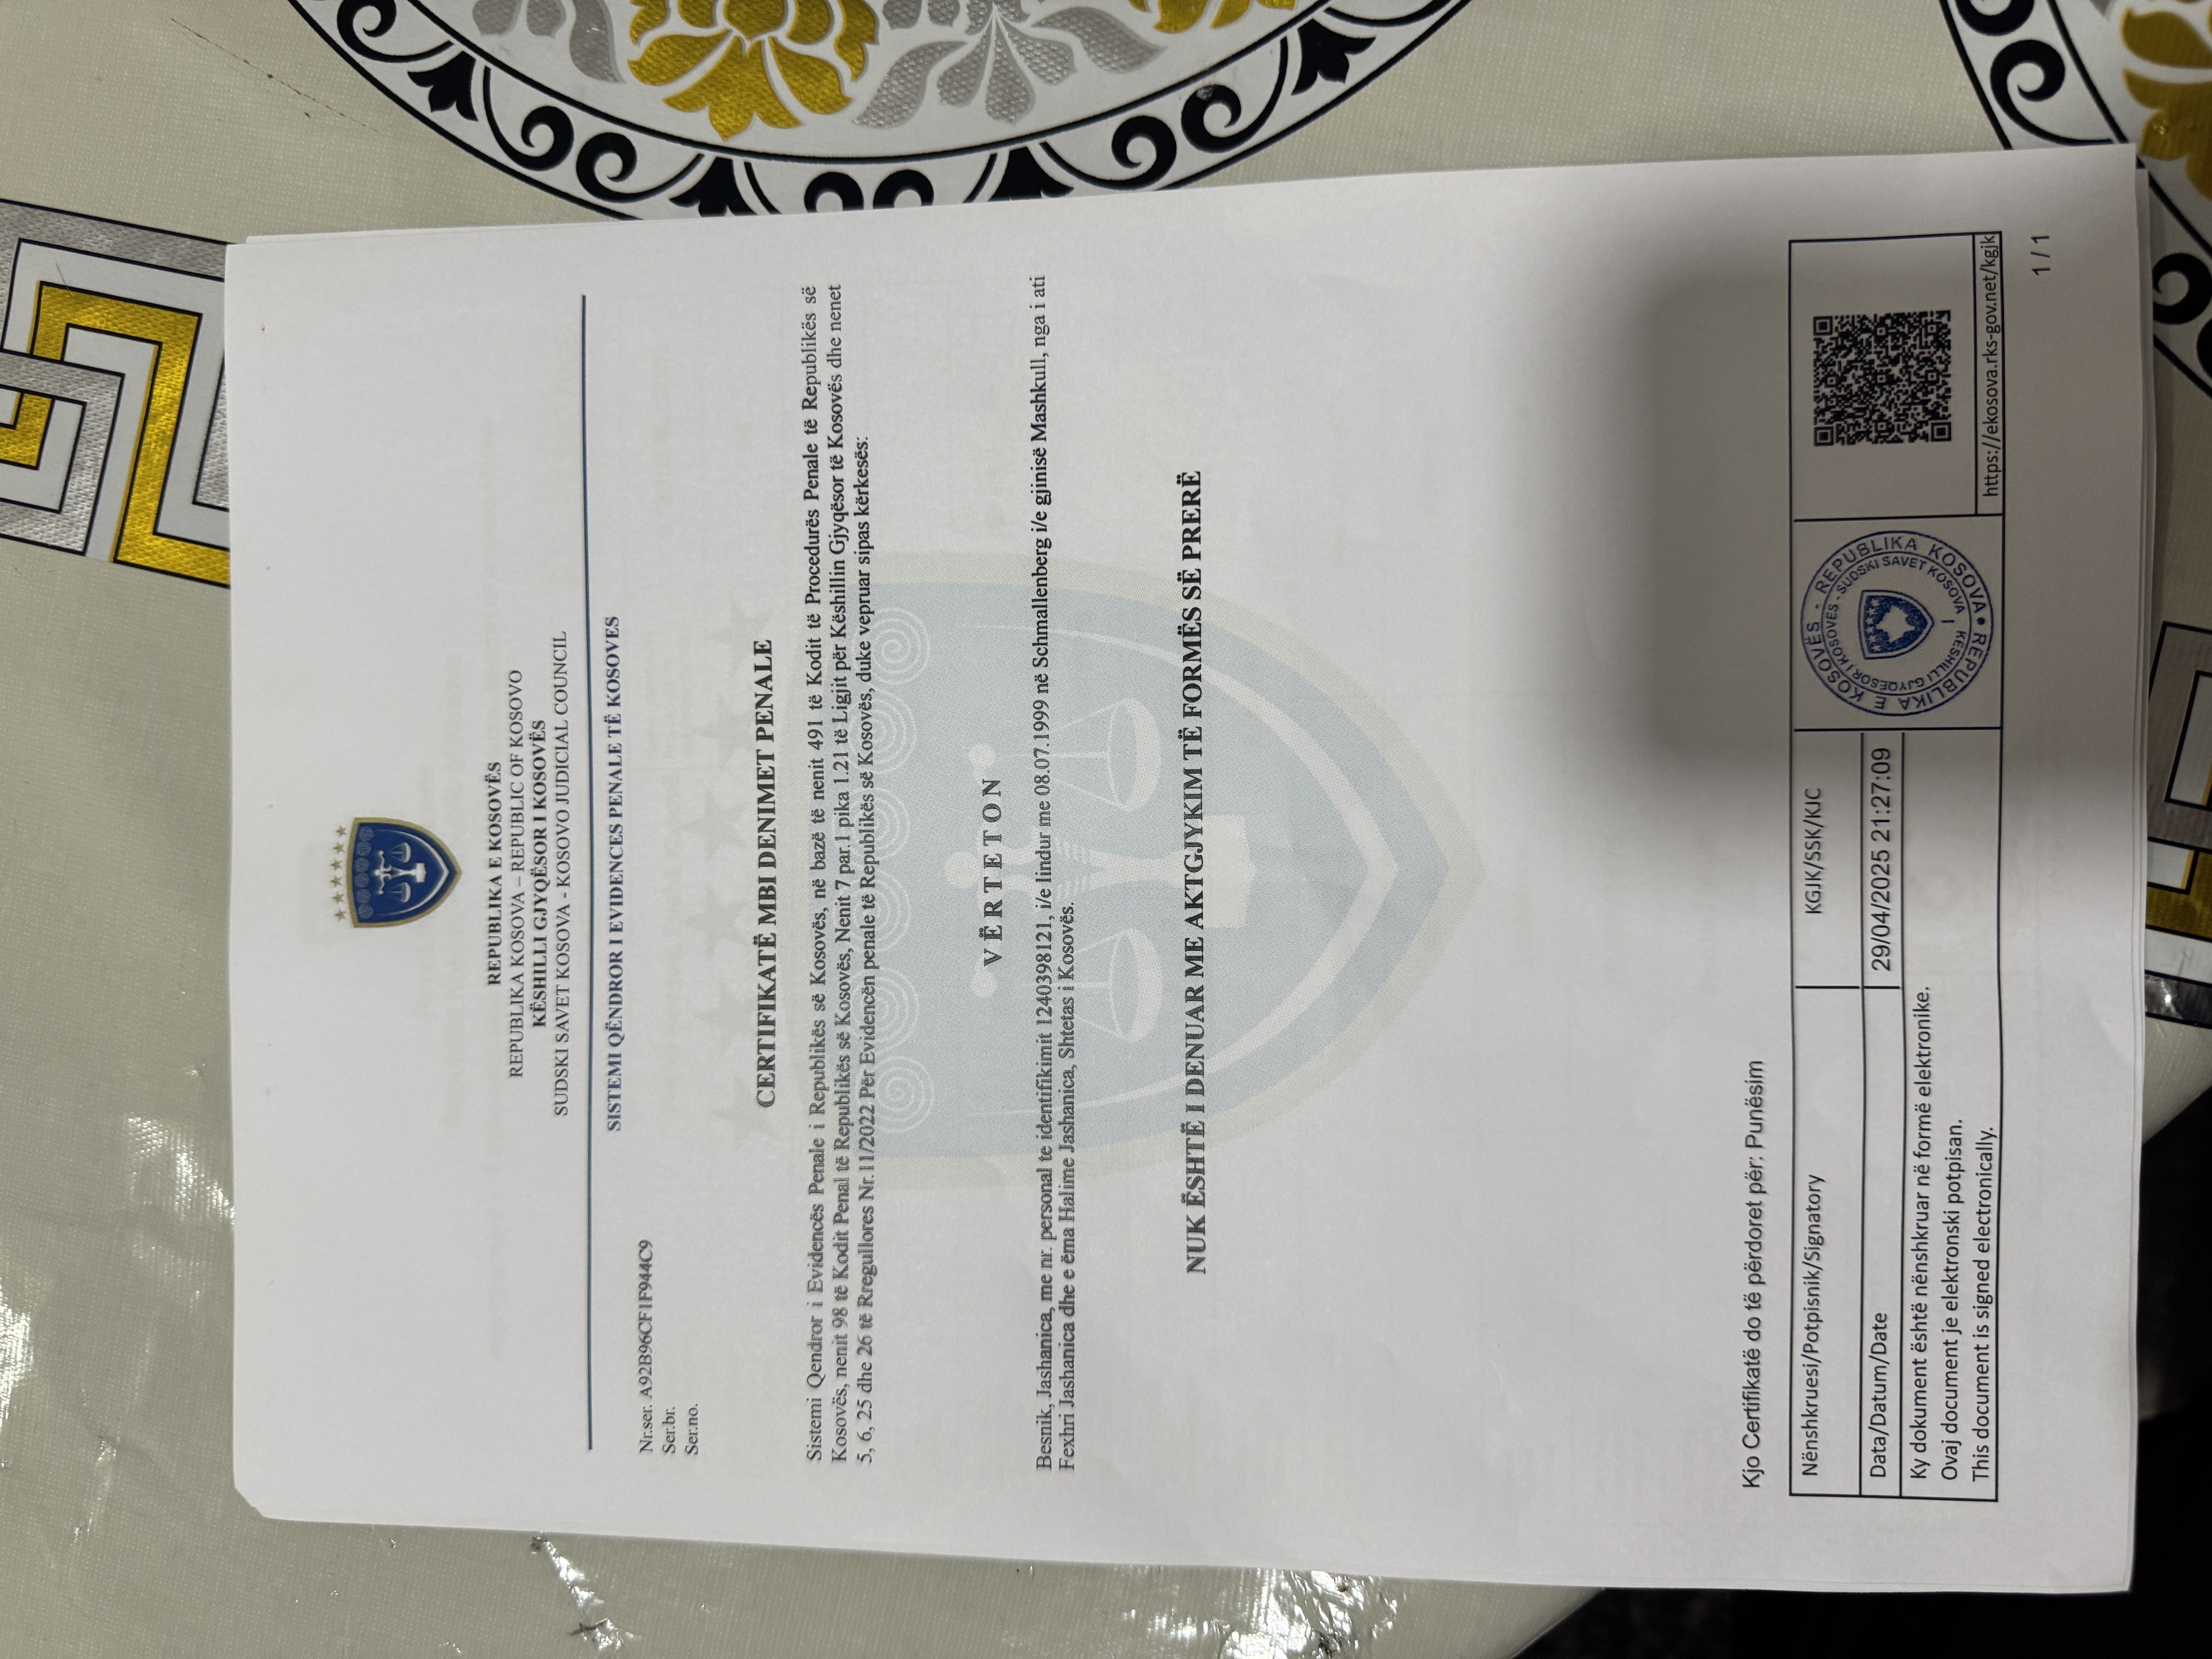 REPUBLIKA E KOSOVËS
REPUBLIKA KOSOVA – REPUBLIC OF KOSOVO
KËSHILLI GJYQËSOR I KOSOVËS
SUDSKI SAVET KOSOVA - KOSOVO JUDICIAL COUNCIL
SISTEMI QËNDROR I EVIDENCES PENALE TË KOSOVES
Nr.ser. A92B96CF1F944C9
Ser.br.
Ser.no.
CERTIFIKATË MBI DENIMET PENALE
Sistemi Qendror i Evidencës Penale i Republikës së Kosovës, në bazë të nenit 491 të Kodit të Procedurës Penale të Republikës së
Kosovës, nenit 98 të Kodit Penal të Republikës së Kosovës, Nenit 7 par.1 pika 1.21 të Ligjit për Këshillin Gjyqësor të Kosovës dhe nenet
5, 6, 25 dhe 26 të Rregullores Nr.11/2022 Për Evidencën penale të Republikës së Kosovës, duke vepruar sipas kërkesës:
VËRTETON
Besnik, Jashanica, me nr. personal te identifikimit 1240398121, i/e lindur me 08.07.1999 në Schmallenberg i/e gjinisë Mashkull, nga i ati
Fexhri Jashanica dhe e ëma Halime Jashanica, Shtetas i Kosovës.
NUK ËSHTË I DENUAR ME AKTGJYKIM TË FORMËS SË PRERË
Kjo Certifikatë do të përdoret për: Punësim
Nënshkruesi/Potpisnik/Signatory KGJK/SSK/KJC
Data/Datum/Date 29/04/2025 21:27:09
Ky dokument është nënshkruar në formë elektronike.
Ovaj document je elektronski potpisan.
This document is signed electronically.
REPUBLIKA E KOSOVËS - REPUBLIKA KOSOVA
KËSHILLI GJYQËSOR I KOSOVËS - SUDSKI SAVET KOSOVA
I
https://ekosova.rks-gov.net/kgjk
1 / 1